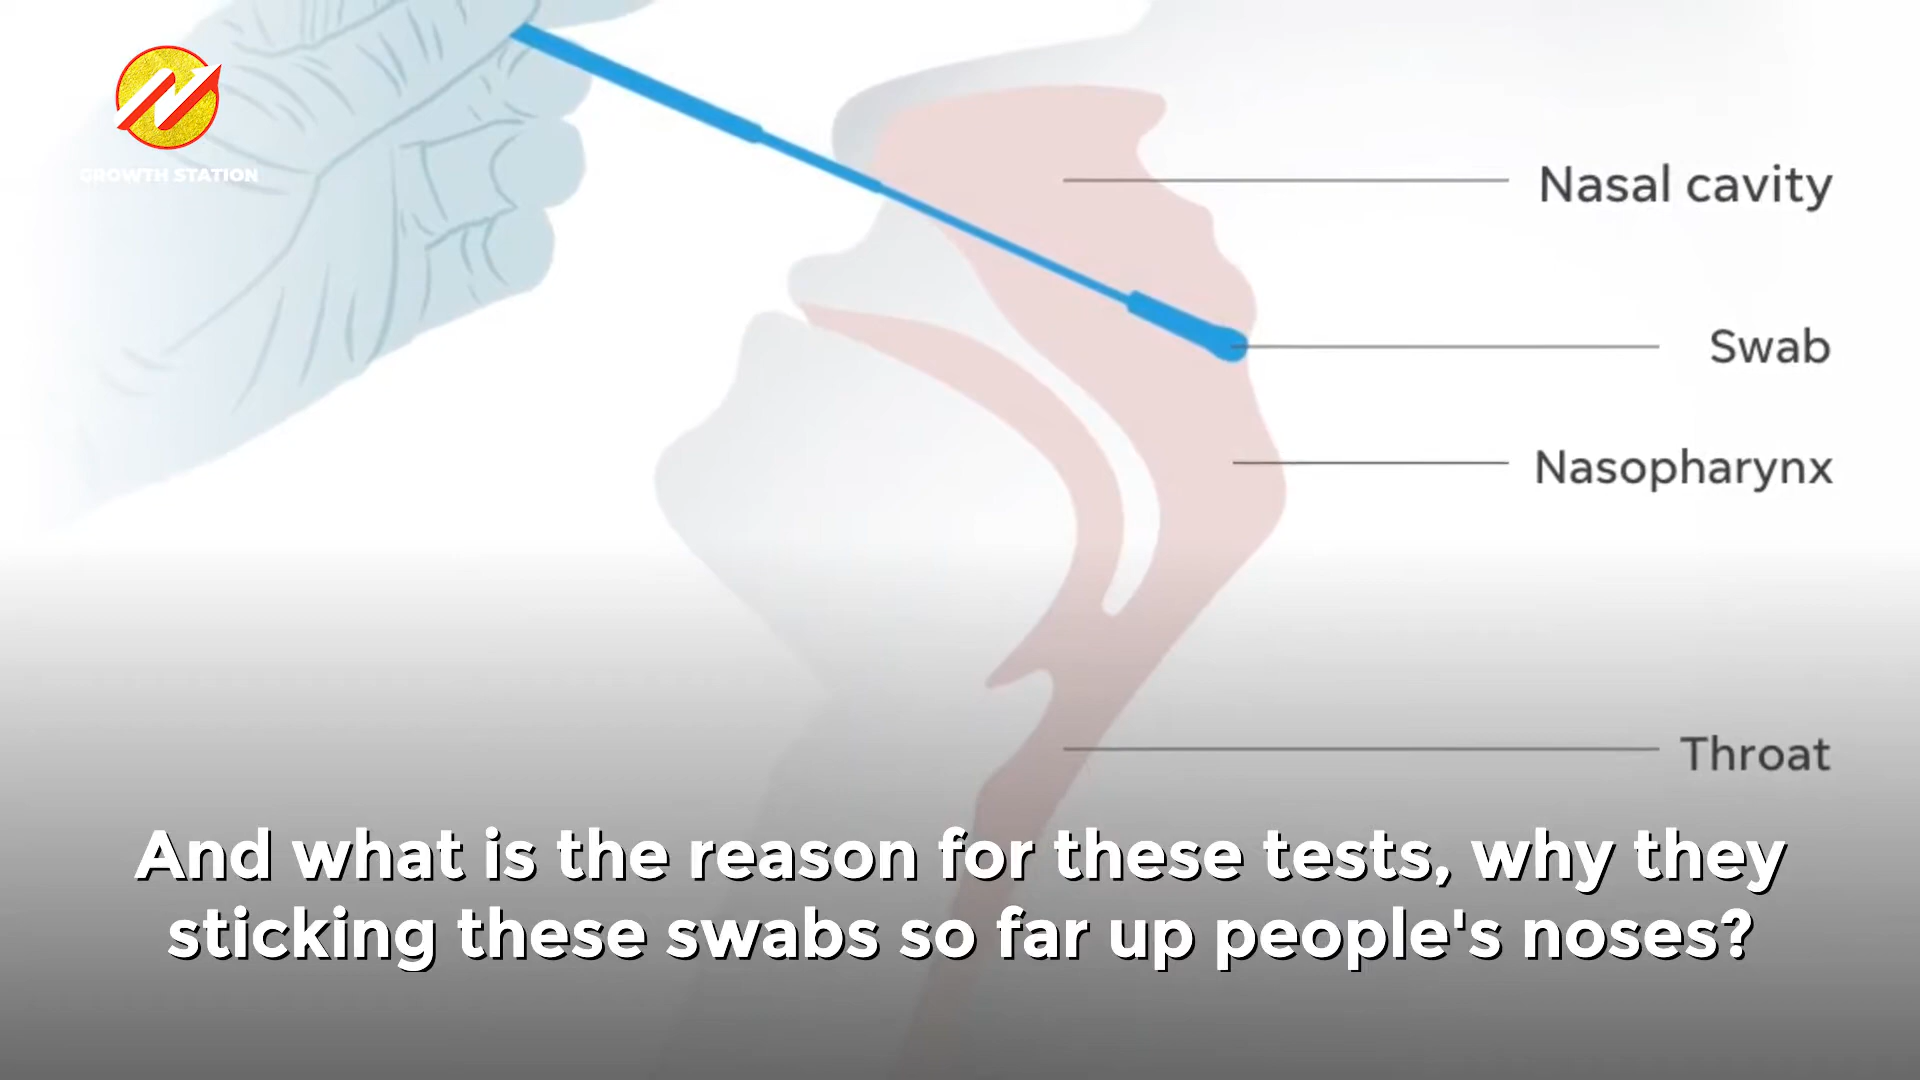 GROWTH STATION
Nasal cavity
Swab
Nasopharynx
Throat
And what is the reason for these tests, why they
sticking these swabs so far up people's noses?